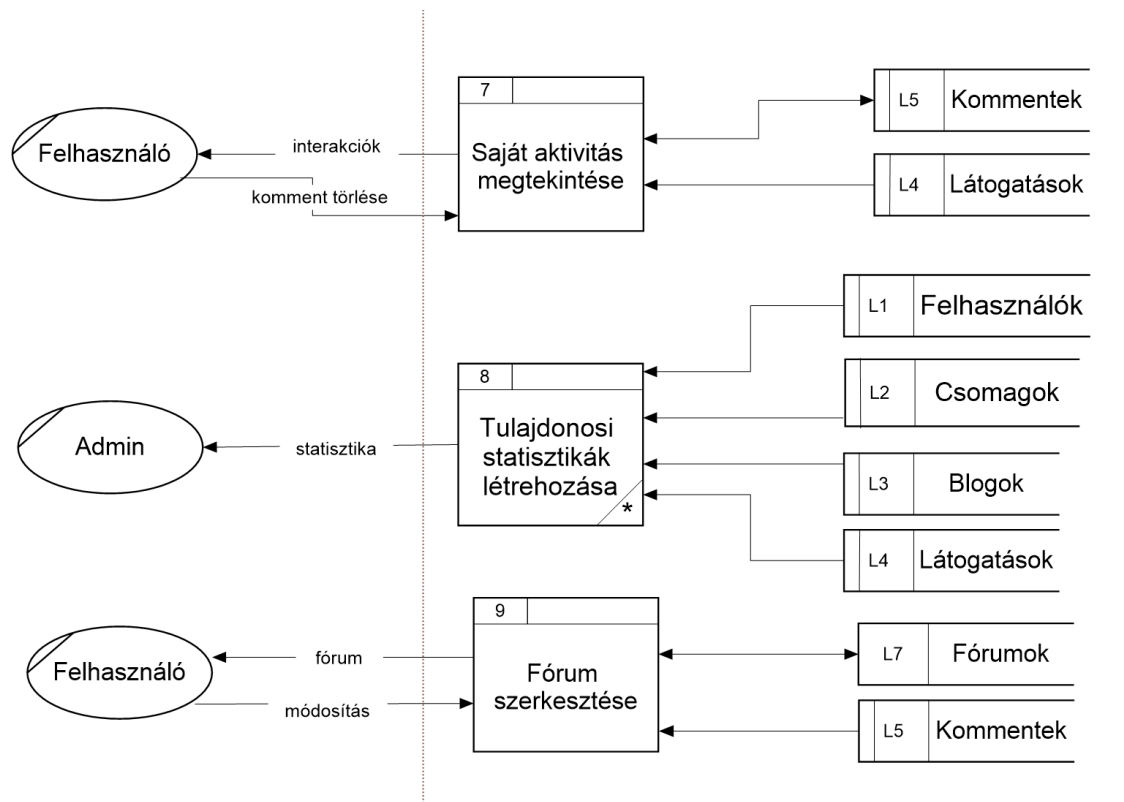 7
L5
Kommentek
Felhasználó
interakciók
komment törlése
Saját aktivitás
megtekintése
L4
Látogatások
L1
Felhasználók
8
L2
Csomagok
Admin
statisztika
Tulajdonosi
statisztikák
létrehozása
*
L3
Blogok
L4
Látogatások
9
Felhasználó
fórum
módosítás
Fórum
szerkesztése
L7
Fórumok
L5
Kommentek